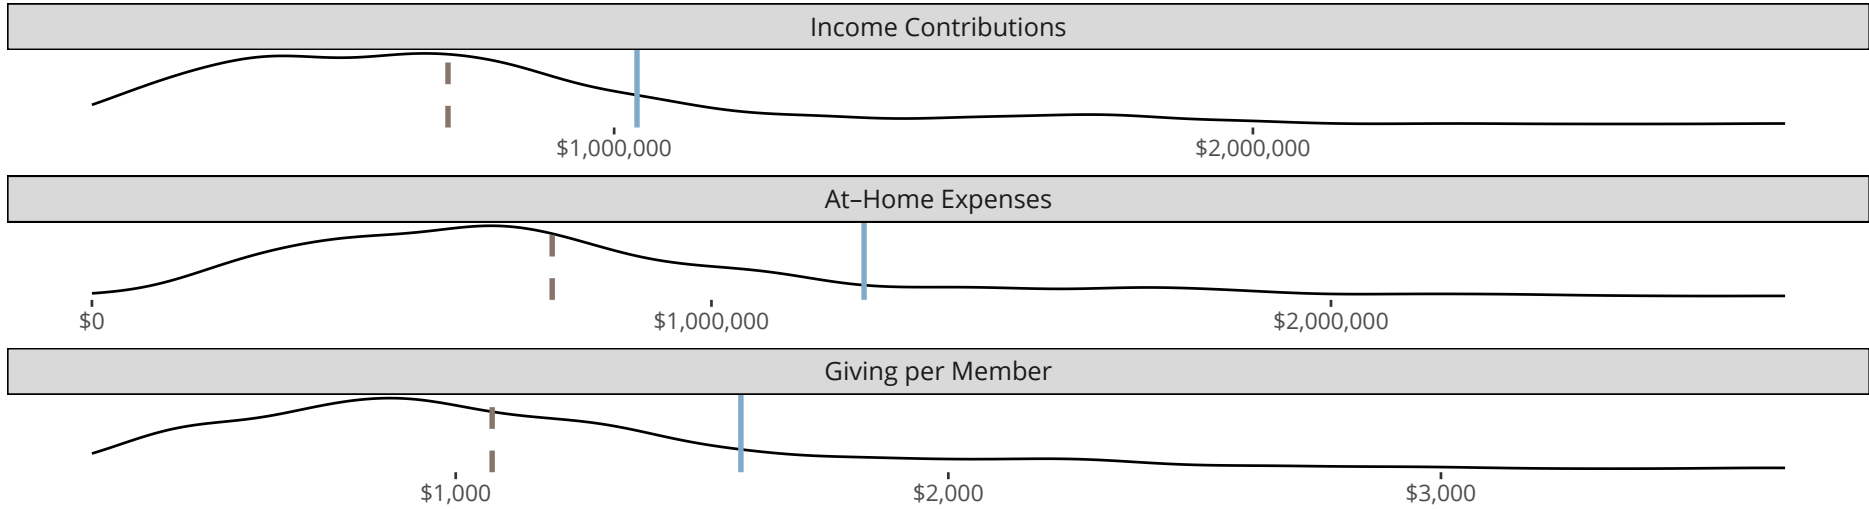 Income Contributions
$1,000,000 $2,000,000
At–Home Expenses
$0 $1,000,000 $2,000,000
Giving per Member
$1,000 $2,000 $3,000